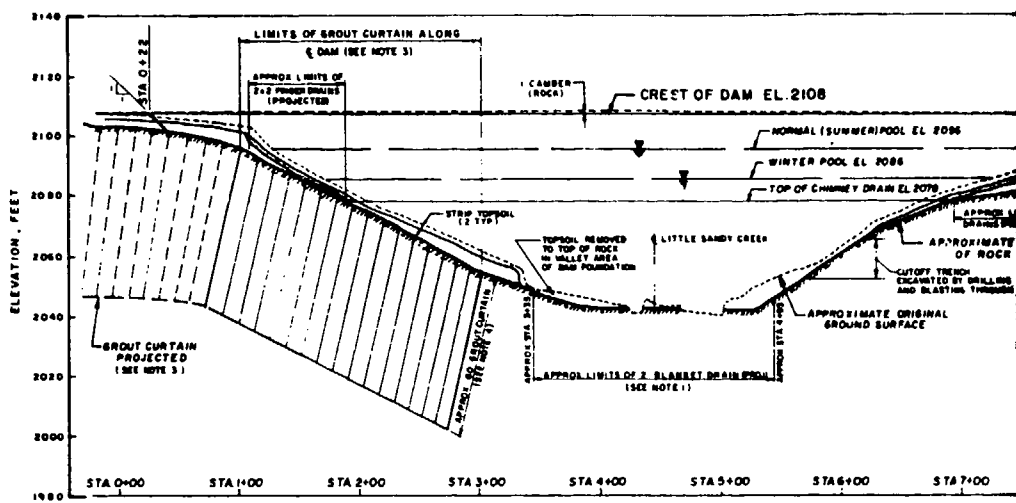 ELEVATION, FEET
2140
2120
2100
2080
2060
2040
2020
2000
1980
STA 0+00
STA 1+00
STA 2+00
STA 3+00
STA 4+00
STA 5+00
STA 6+00
STA 7+00
STA 0+22
LIMITS OF GROUT CURTAIN ALONG
℄ DAM (SEE NOTE 3)
APPROX LIMITS OF
2x2 FINGER DRAINS
(PROJECTED)
1 CAMBER
(ROCK)
CREST OF DAM EL. 2108
NORMAL (SUMMER) POOL EL 2096
WINTER POOL EL 2086
TOP OF CHIMNEY DRAIN EL 2078
STRIP TOPSOIL
(2 TYP)
TOPSOIL REMOVED
TO TOP OF ROCK
IN VALLEY AREA
OF DAM FOUNDATION
LITTLE SANDY CREEK
APPROX
DRAINS
APPROXIMATE
OF ROCK
CUTOFF TRENCH
EXCAVATED BY DRILLING
AND BLASTING THROUGH
APPROXIMATE ORIGINAL
GROUND SURFACE
GROUT CURTAIN
PROJECTED
(SEE NOTE 3)
APPROX 60 GROUT CURTAIN
(SEE NOTE 4)
APPROX STA 3+35
APPROX STA 4+95
APPROX LIMITS OF 2 BLANKET DRAIN (PROJ)
(SEE NOTE 1)